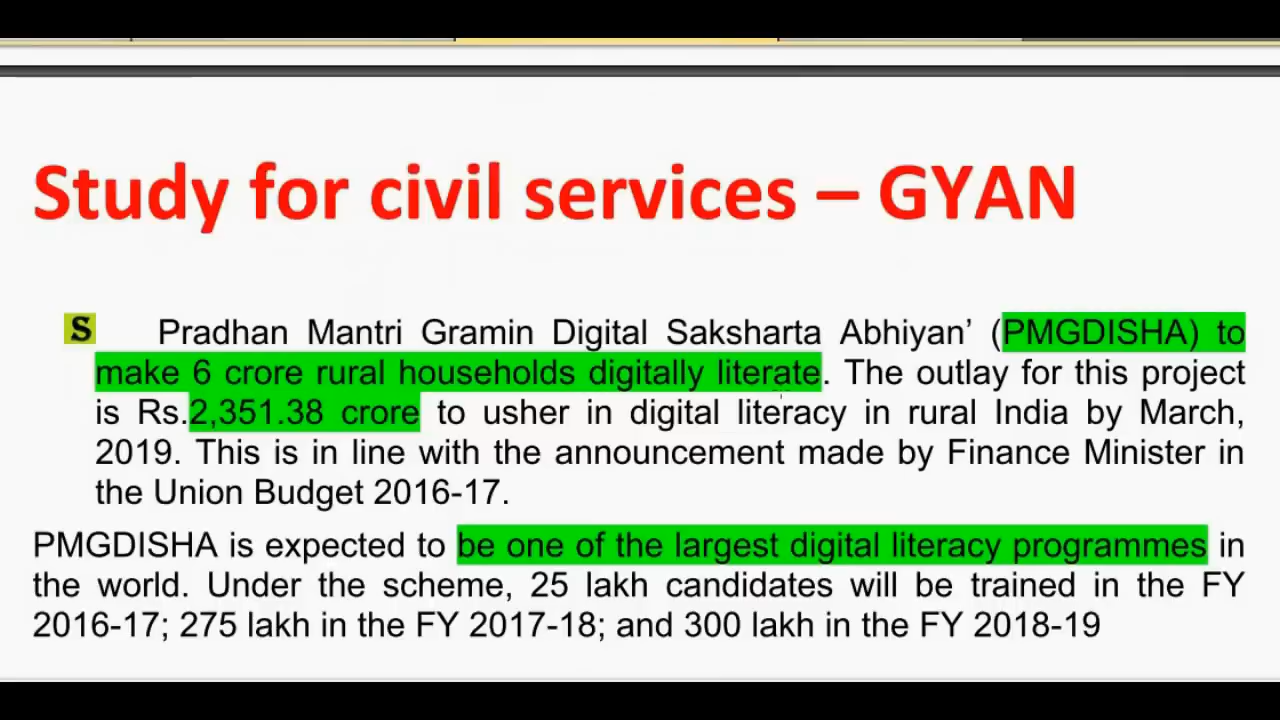 Study for civil services – GYAN
S Pradhan Mantri Gramin Digital Saksharta Abhiyan’ (PMGDISHA) to
make 6 crore rural households digitally literate. The outlay for this project
is Rs.2,351.38 crore to usher in digital literacy in rural India by March,
2019. This is in line with the announcement made by Finance Minister in
the Union Budget 2016-17.
PMGDISHA is expected to be one of the largest digital literacy programmes in
the world. Under the scheme, 25 lakh candidates will be trained in the FY
2016-17; 275 lakh in the FY 2017-18; and 300 lakh in the FY 2018-19